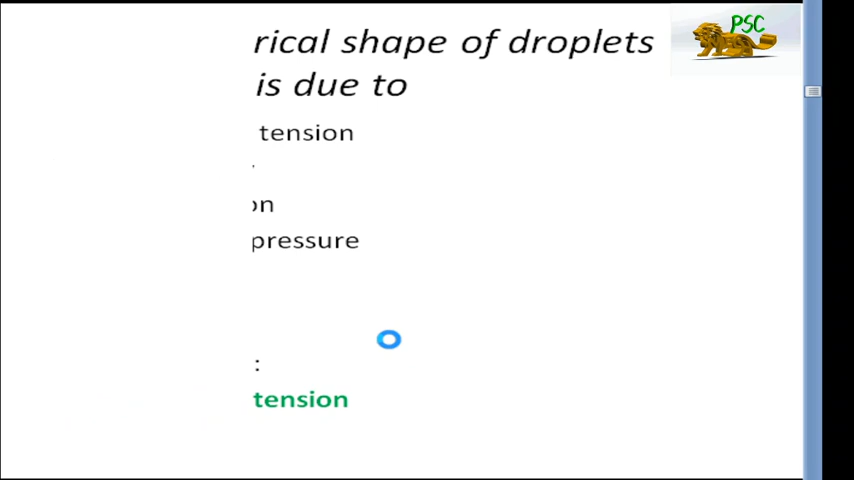 PSC
rical shape of droplets
is due to
tension
on
pressure
:
tension